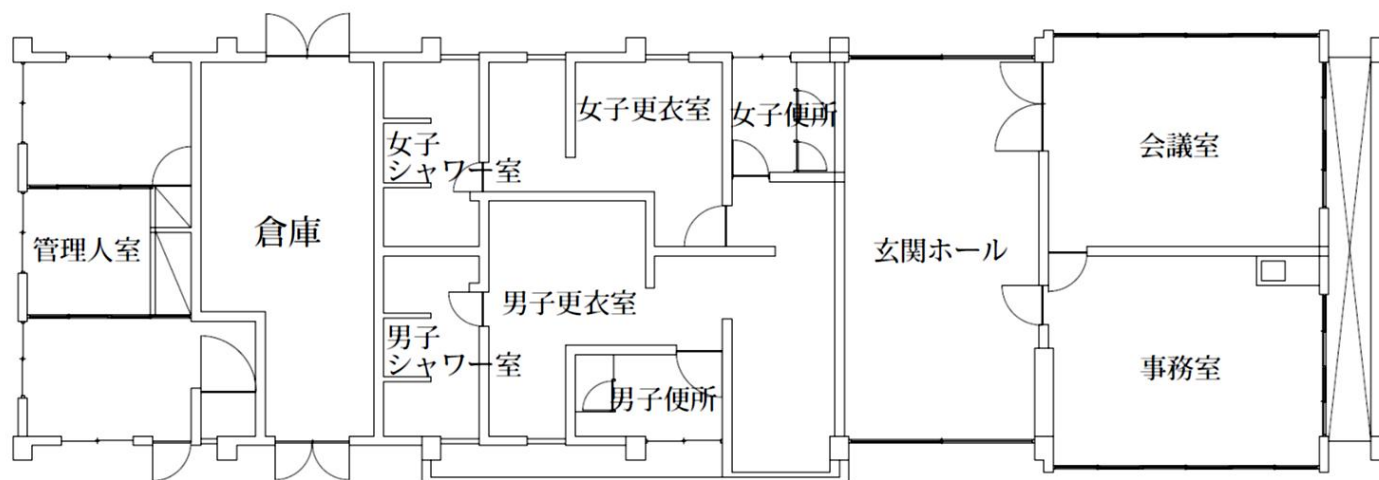 管理人室
倉庫
女子
シャワー室
男子
シャワー室
女子更衣室
男子更衣室
女子便所
男子便所
玄関ホール
会議室
事務室